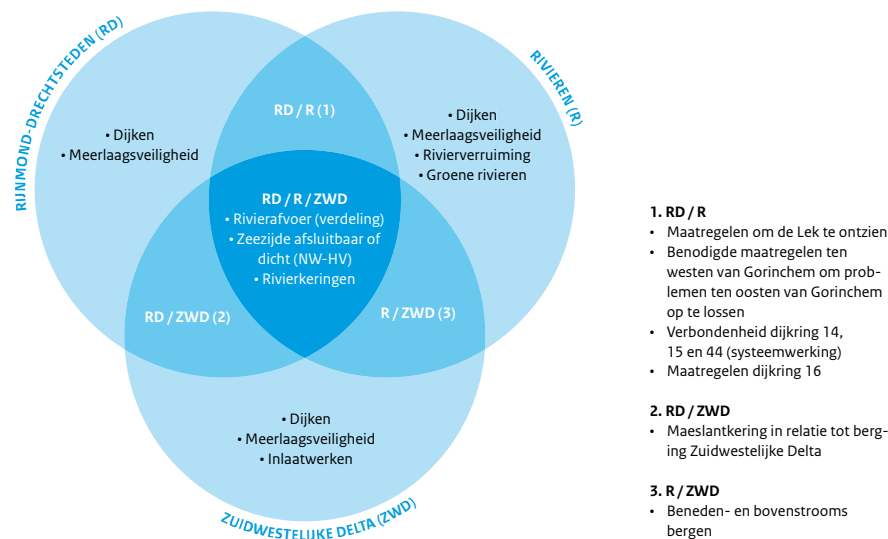 RIJNMOND-DRECHTSTEDEN (RD)
RIVIEREN (R)
RD / R (1)
• Dijken
• Meerlaagsveiligheid
• Dijken
• Meerlaagsveiligheid
• Rivierverruiming
• Groene rivieren
RD / R / ZWD
• Rivierafvoer (verdeling)
• Zeezijde afsluitbaar of
dicht (NW-HV)
• Rivierkeringen
RD / ZWD (2)
R / ZWD (3)
• Dijken
• Meerlaagsveiligheid
• Inlaatwerken
ZUIDWESTELIJKE DELTA (ZWD)
1. RD / R
• Maatregelen om de Lek te ontzien
• Benodigde maatregelen ten
westen van Gorinchem om prob-
lemen ten oosten van Gorinchem
op te lossen
• Verbondenheid dijkring 14,
15 en 44 (systeemwerking)
• Maatregelen dijkring 16
2. RD / ZWD
• Maeslantkering in relatie tot berg-
ing Zuidwestelijke Delta
3. R / ZWD
• Beneden- en bovenstrooms
bergen